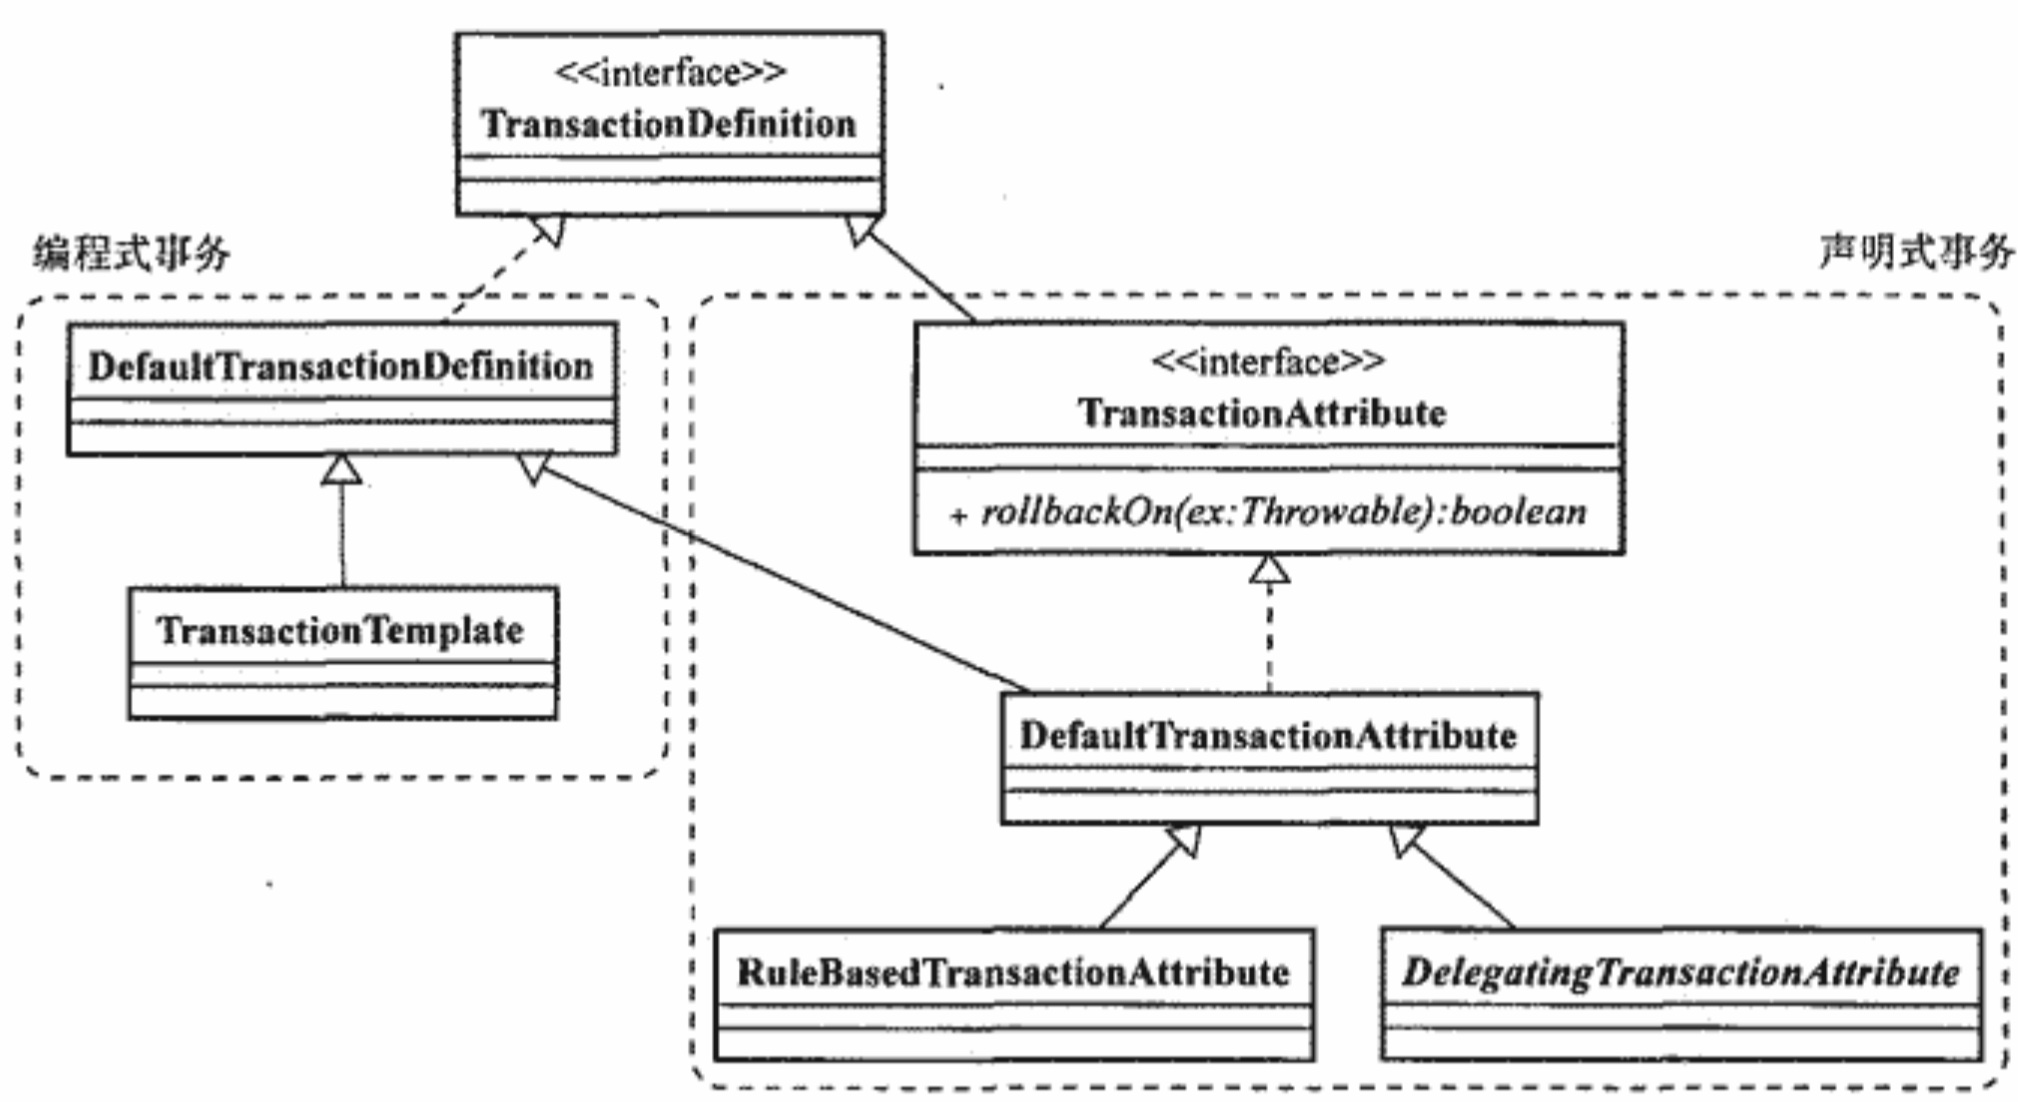 <<interface>>
TransactionDefinition
编程式事务
声明式事务
DefaultTransactionDefinition
<<interface>>
TransactionAttribute
+ rollbackOn(ex:Throwable):boolean
TransactionTemplate
DefaultTransactionAttribute
RuleBasedTransactionAttribute
DelegatingTransactionAttribute